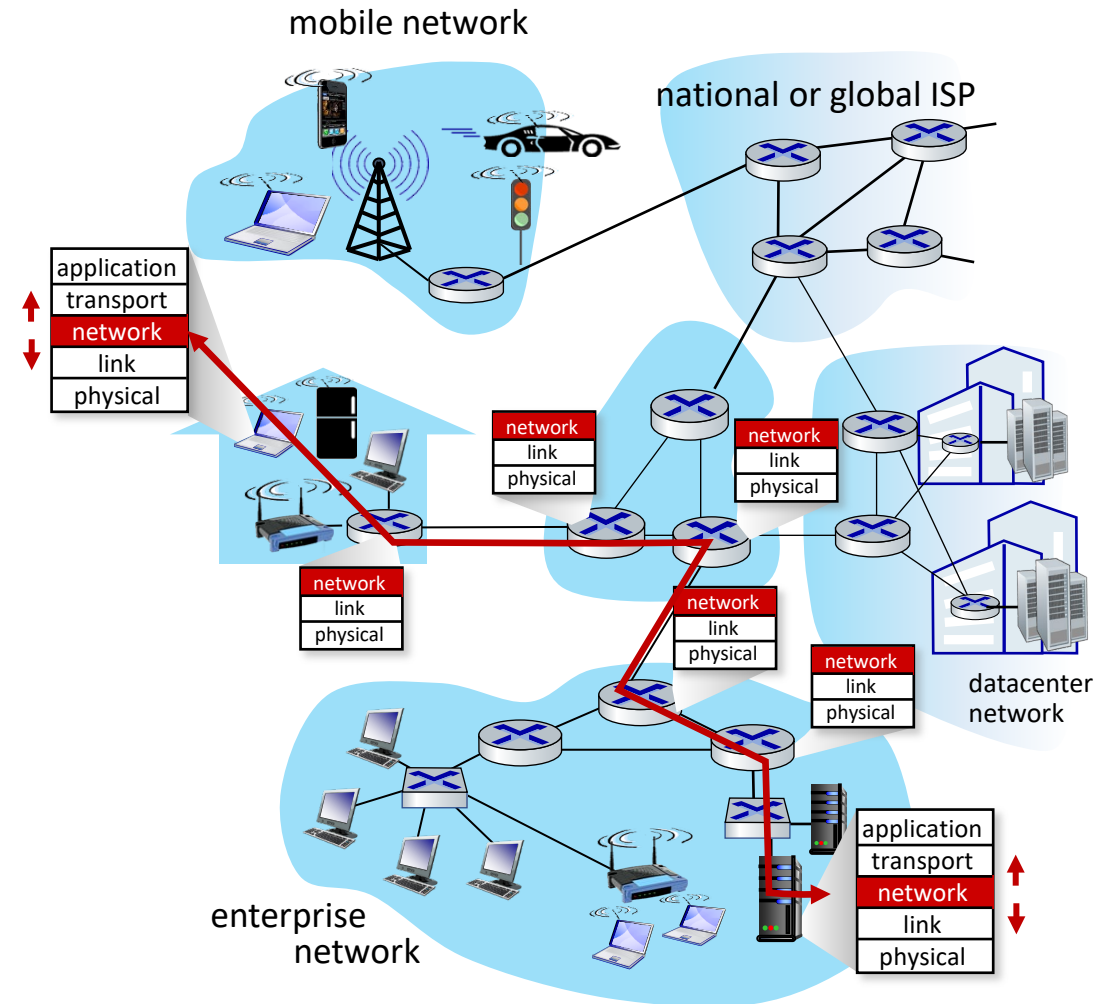 mobile network
national or global ISP
application
transport
network
link
physical
network
link
physical
network
link
physical
network
link
physical
network
link
physical
network
link
physical
datacenter
network
application
transport
network
link
physical
enterprise
network